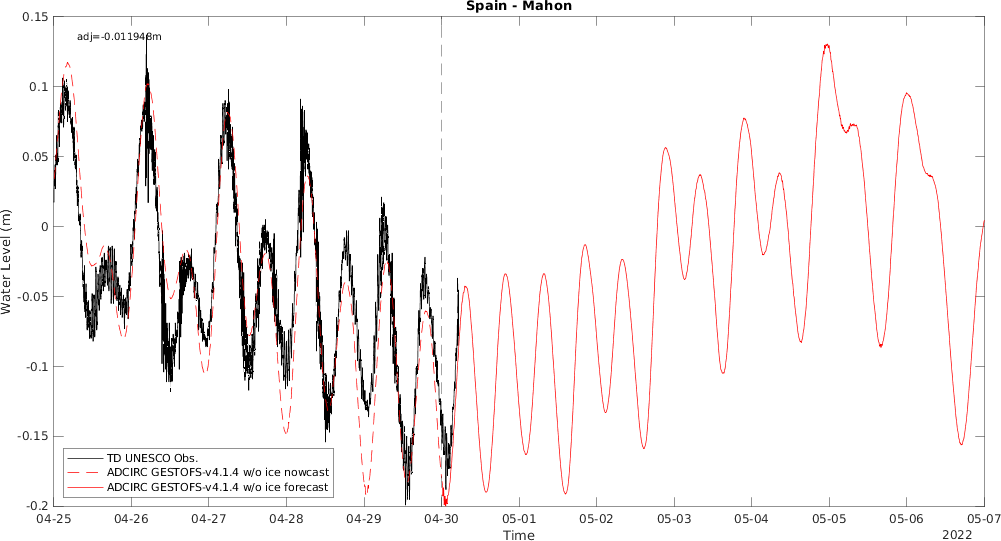 Spain - Mahon
adj=-0.011948m
Water Level (m)
0.15
0.1
0.05
0
-0.05
-0.1
-0.15
-0.2
TD UNESCO Obs.
ADCIRC GESTOFS-v4.1.4 w/o ice nowcast
ADCIRC GESTOFS-v4.1.4 w/o ice forecast
04-25 04-26 04-27 04-28 04-29 04-30 05-01 05-02 05-03 05-04 05-05 05-06 05-07
Time
2022